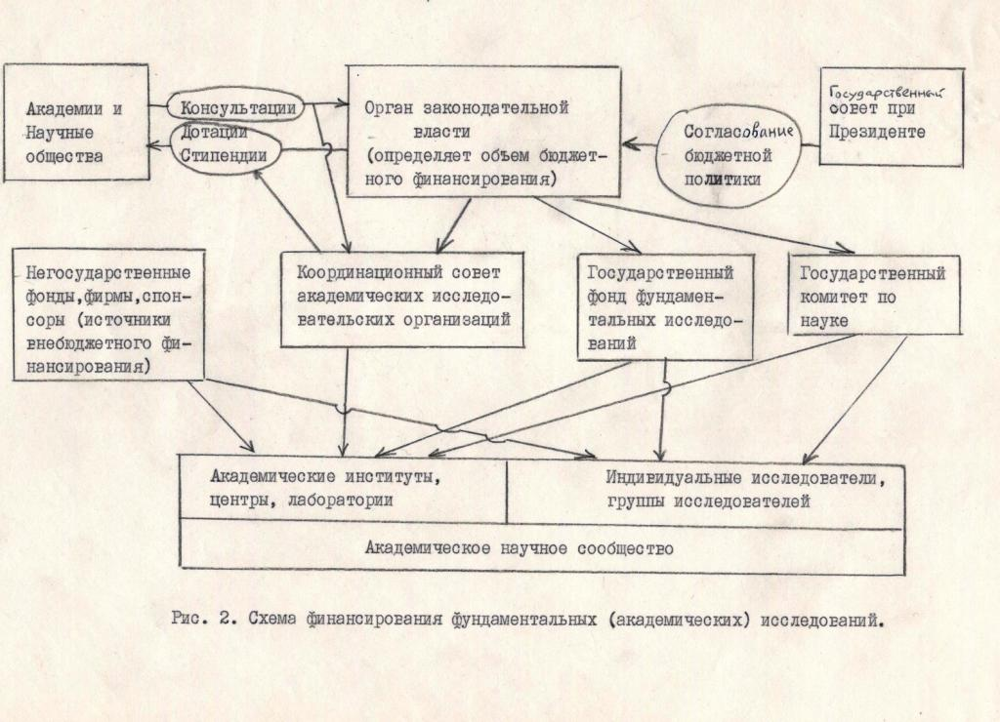 Академии и
Научные
общества
Консультации
Дотации
Стипендии
Орган законодательной
власти
(определяет объем бюджет-
ного финансирования)
Согласование
бюджетной
политики
Государственный
совет при
Президенте
Негосударственные
фонды,фирмы,спон-
соры (источники
внебюджетного фи-
нансирования)
Координационный совет
академических исследо-
вательских организаций
Государственный
фонд фундамен-
тальных исследо-
ваний
Государственный
комитет по
науке
Академические институты,
центры, лаборатории
Индивидуальные исследователи,
группы исследователей
Академическое научное сообщество
Рис. 2. Схема финансирования фундаментальных (академических) исследований.